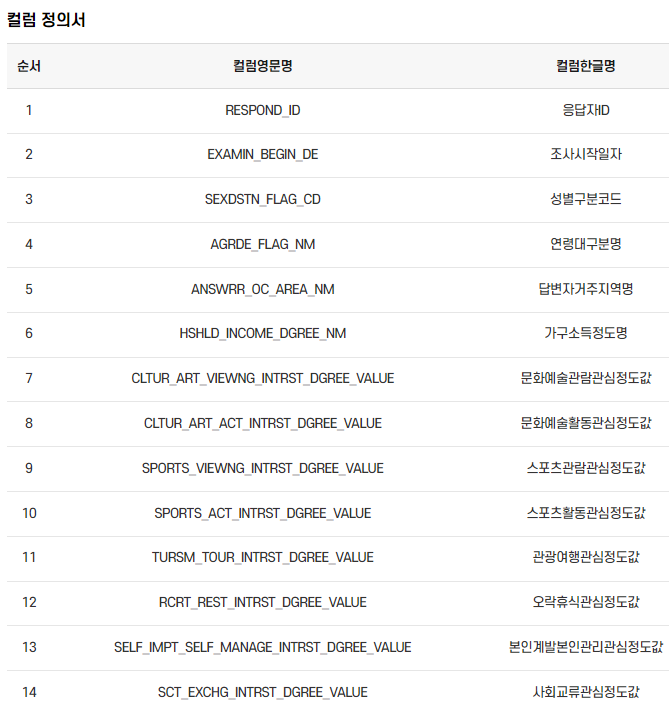 컬럼 정의서
순서 컬럼영문명 컬럼한글명
1 RESPOND_ID 응답자ID
2 EXAMIN_BEGIN_DE 조사시작일자
3 SEXDSTN_FLAG_CD 성별구분코드
4 AGRDE_FLAG_NM 연령대구분명
5 ANSWRR_OC_AREA_NM 답변자거주지역명
6 HSHLD_INCOME_DGREE_NM 가구소득정도명
7 CLTUR_ART_VIEWNG_INTRST_DGREE_VALUE 문화예술관람관심정도값
8 CLTUR_ART_ACT_INTRST_DGREE_VALUE 문화예술활동관심정도값
9 SPORTS_VIEWNG_INTRST_DGREE_VALUE 스포츠관람관심정도값
10 SPORTS_ACT_INTRST_DGREE_VALUE 스포츠활동관심정도값
11 TURSM_TOUR_INTRST_DGREE_VALUE 관광여행관심정도값
12 RCRT_REST_INTRST_DGREE_VALUE 오락휴식관심정도값
13 SELF_IMPT_SELF_MANAGE_INTRST_DGREE_VALUE 본인계발본인관리관심정도값
14 SCT_EXCHG_INTRST_DGREE_VALUE 사회교류관심정도값